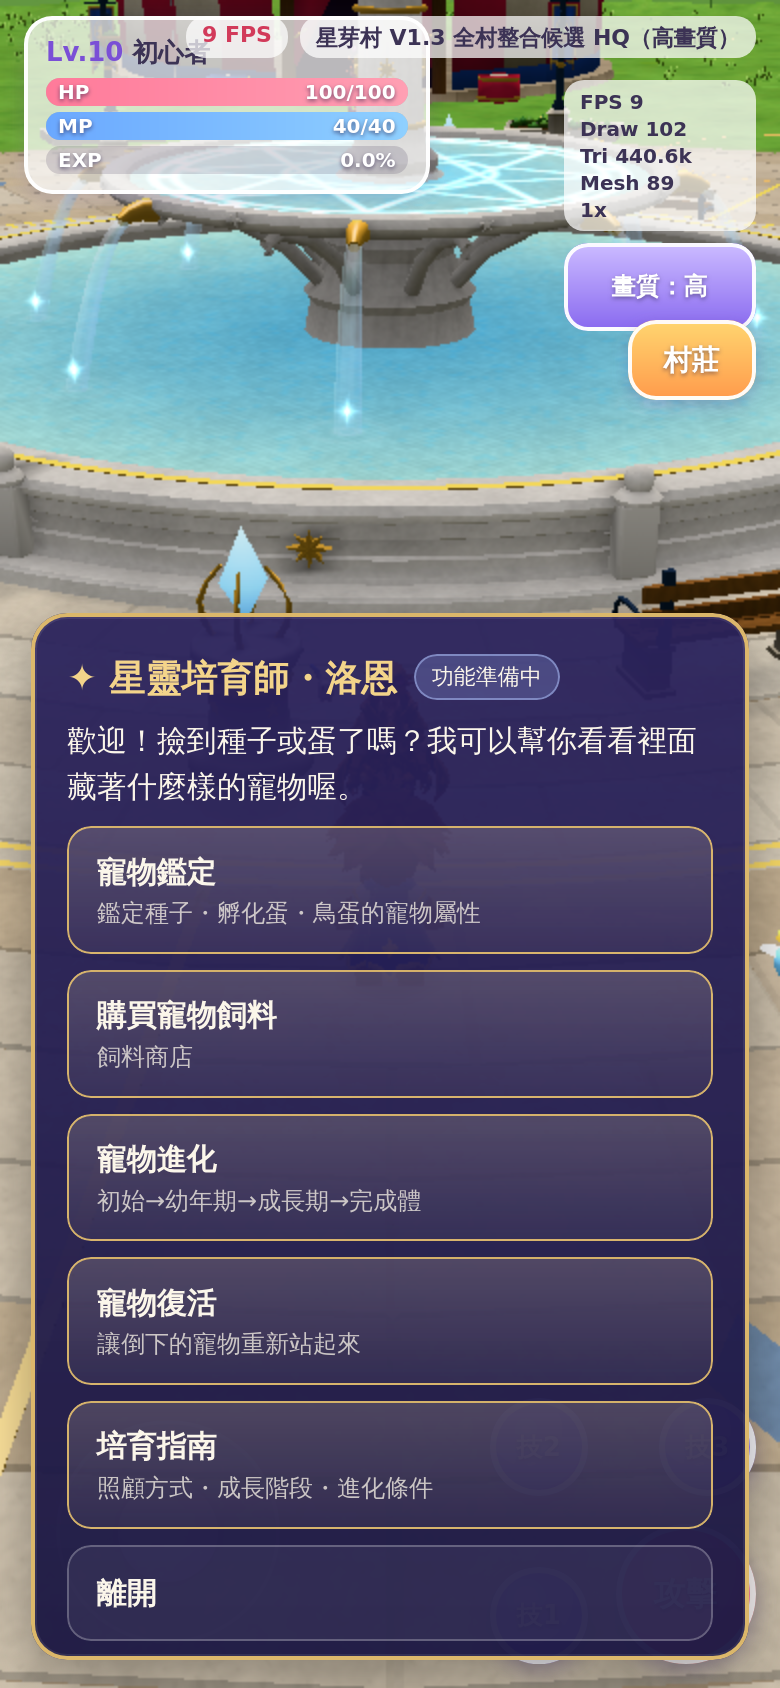 Lv.10 初心者
9 FPS
星芽村 V1.3 全村整合候選 HQ（高畫質）
HP 100/100
MP 40/40
EXP 0.0%
FPS 9
Draw 102
Tri 440.6k
Mesh 89
1x
畫質：高
村莊
✦ 星靈培育師・洛恩
功能準備中
歡迎！撿到種子或蛋了嗎？我可以幫你看看裡面
藏著什麼樣的寵物喔。
寵物鑑定
鑑定種子・孵化蛋・鳥蛋的寵物屬性
購買寵物飼料
飼料商店
寵物進化
初始→幼年期→成長期→完成體
寵物復活
讓倒下的寵物重新站起來
培育指南
照顧方式・成長階段・進化條件
技2
技3
離開
技1
攻擊